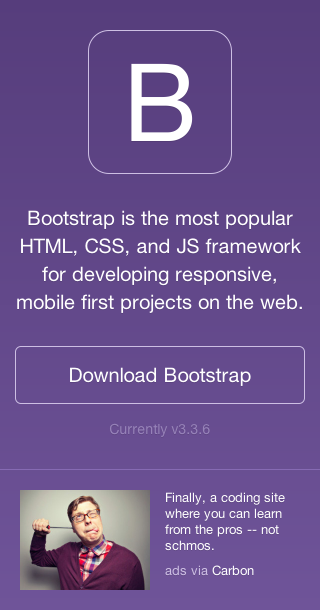 B
Bootstrap is the most popular
HTML, CSS, and JS framework
for developing responsive,
mobile first projects on the web.
Download Bootstrap
Currently v3.3.6
Finally, a coding site
where you can learn
from the pros -- not
schmos.
ads via Carbon